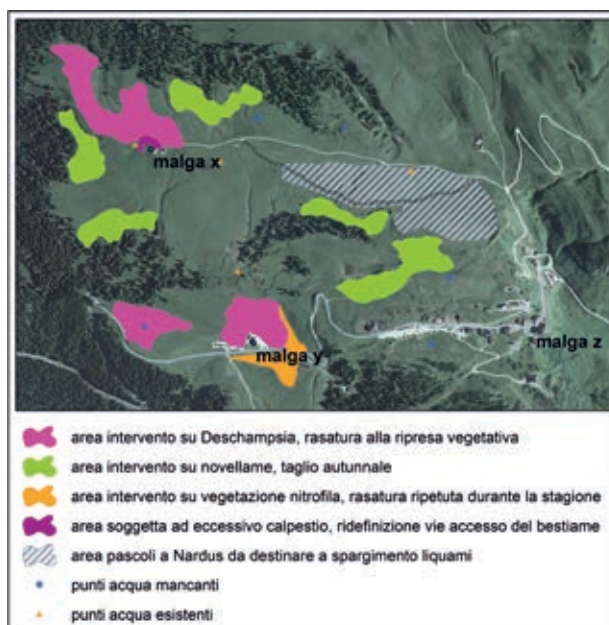 malga x
malga y
malga z
area intervento su Deschampsia, rasatura alla ripresa vegetativa
area intervento su novellame, taglio autunnale
area intervento su vegetazione nitrofila, rasatura ripetuta durante la stagione
area soggetta ad eccessivo calpestio, ridefinizione vie accesso del bestiame
area pascoli a Nardus da destinare a spargimento liquami
punti acqua mancanti
punti acqua esistenti